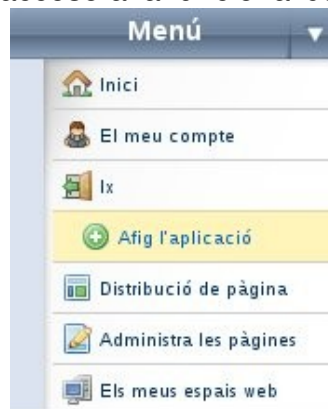 Menú
Inici
El meu compte
Ix
Afig l'aplicació
Distribució de pàgina
Administra les pàgines
Els meus espais web